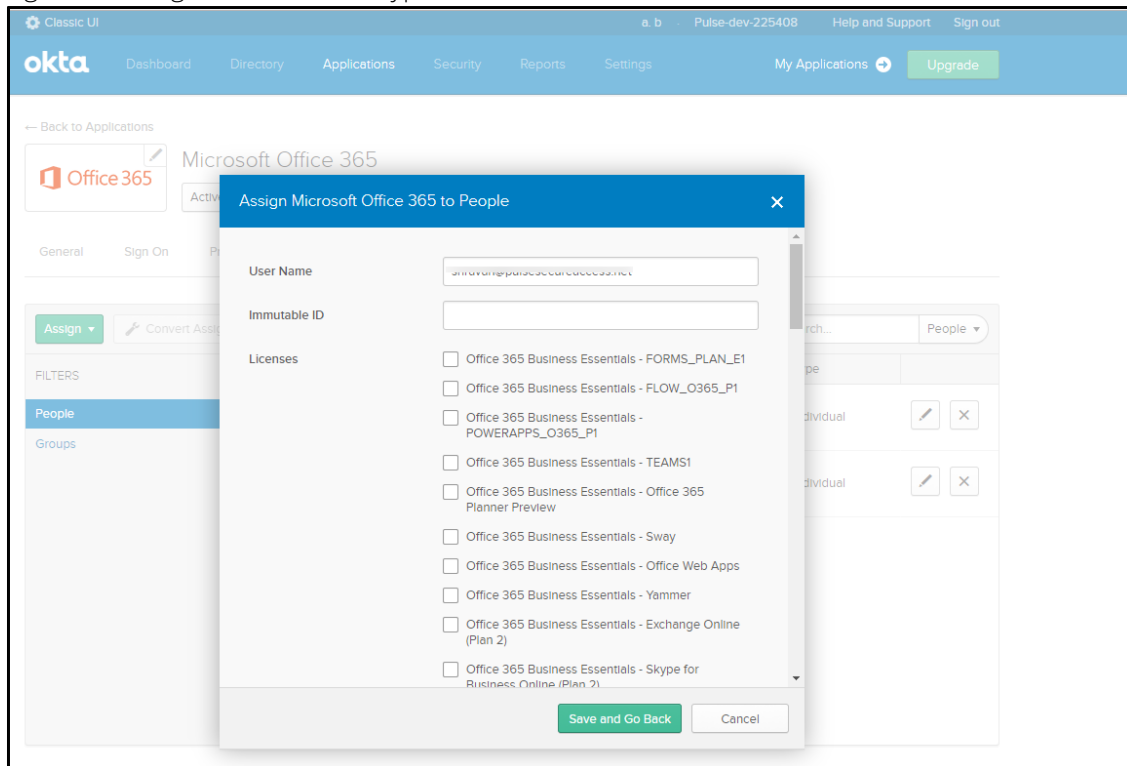 Classic UI a. b Pulse-dev-225408 Help and Support Sign out
okta Dashboard Directory Applications Security Reports Settings My Applications Upgrade
← Back to Applications
Office 365
Microsoft Office 365
Assign Microsoft Office 365 to People
General Sign On
User Name
Immutable ID
Assign
People
Licenses
Office 365 Business Essentials - FORMS_PLAN_E1
FILTERS
Office 365 Business Essentials - FLOW_O365_P1
People
Office 365 Business Essentials -
POWERAPPS_O365_P1
Groups
Office 365 Business Essentials - TEAMS1
Office 365 Business Essentials - Office 365
Planner Preview
Office 365 Business Essentials - Sway
Office 365 Business Essentials - Office Web Apps
Office 365 Business Essentials - Yammer
Office 365 Business Essentials - Exchange Online
(Plan 2)
Office 365 Business Essentials - Skype for
Business Online (Plan 2)
Save and Go Back Cancel